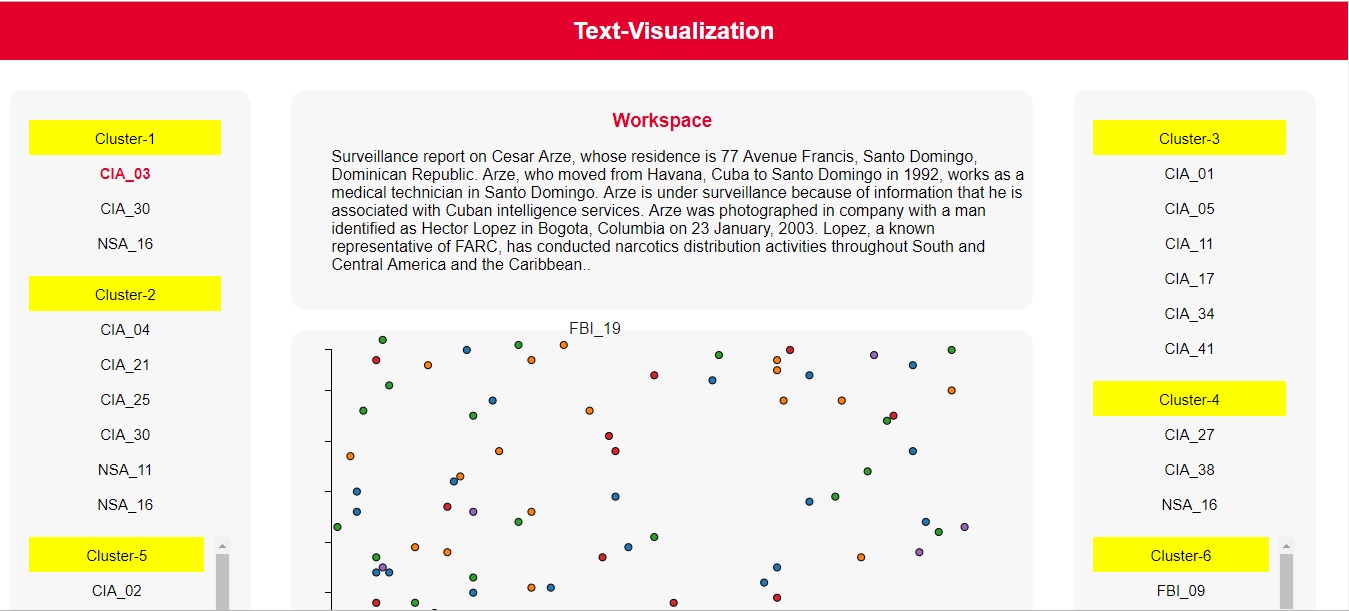 Text-Visualization
Cluster-1
CIA_03
CIA_30
NSA_16
Cluster-2
CIA_04
CIA_21
CIA_25
CIA_30
NSA_11
NSA_16
Cluster-5
CIA_02
Workspace
Surveillance report on Cesar Arze, whose residence is 77 Avenue Francis, Santo Domingo,
Dominican Republic. Arze, who moved from Havana, Cuba to Santo Domingo in 1992, works as a
medical technician in Santo Domingo. Arze is under surveillance because of information that he is
associated with Cuban intelligence services. Arze was photographed in company with a man
identified as Hector Lopez in Bogota, Columbia on 23 January, 2003. Lopez, a known
representative of FARC, has conducted narcotics distribution activities throughout South and
Central America and the Caribbean..
FBI_19
Cluster-3
CIA_01
CIA_05
CIA_11
CIA_17
CIA_34
CIA_41
Cluster-4
CIA_27
CIA_38
NSA_16
Cluster-6
FBI_09